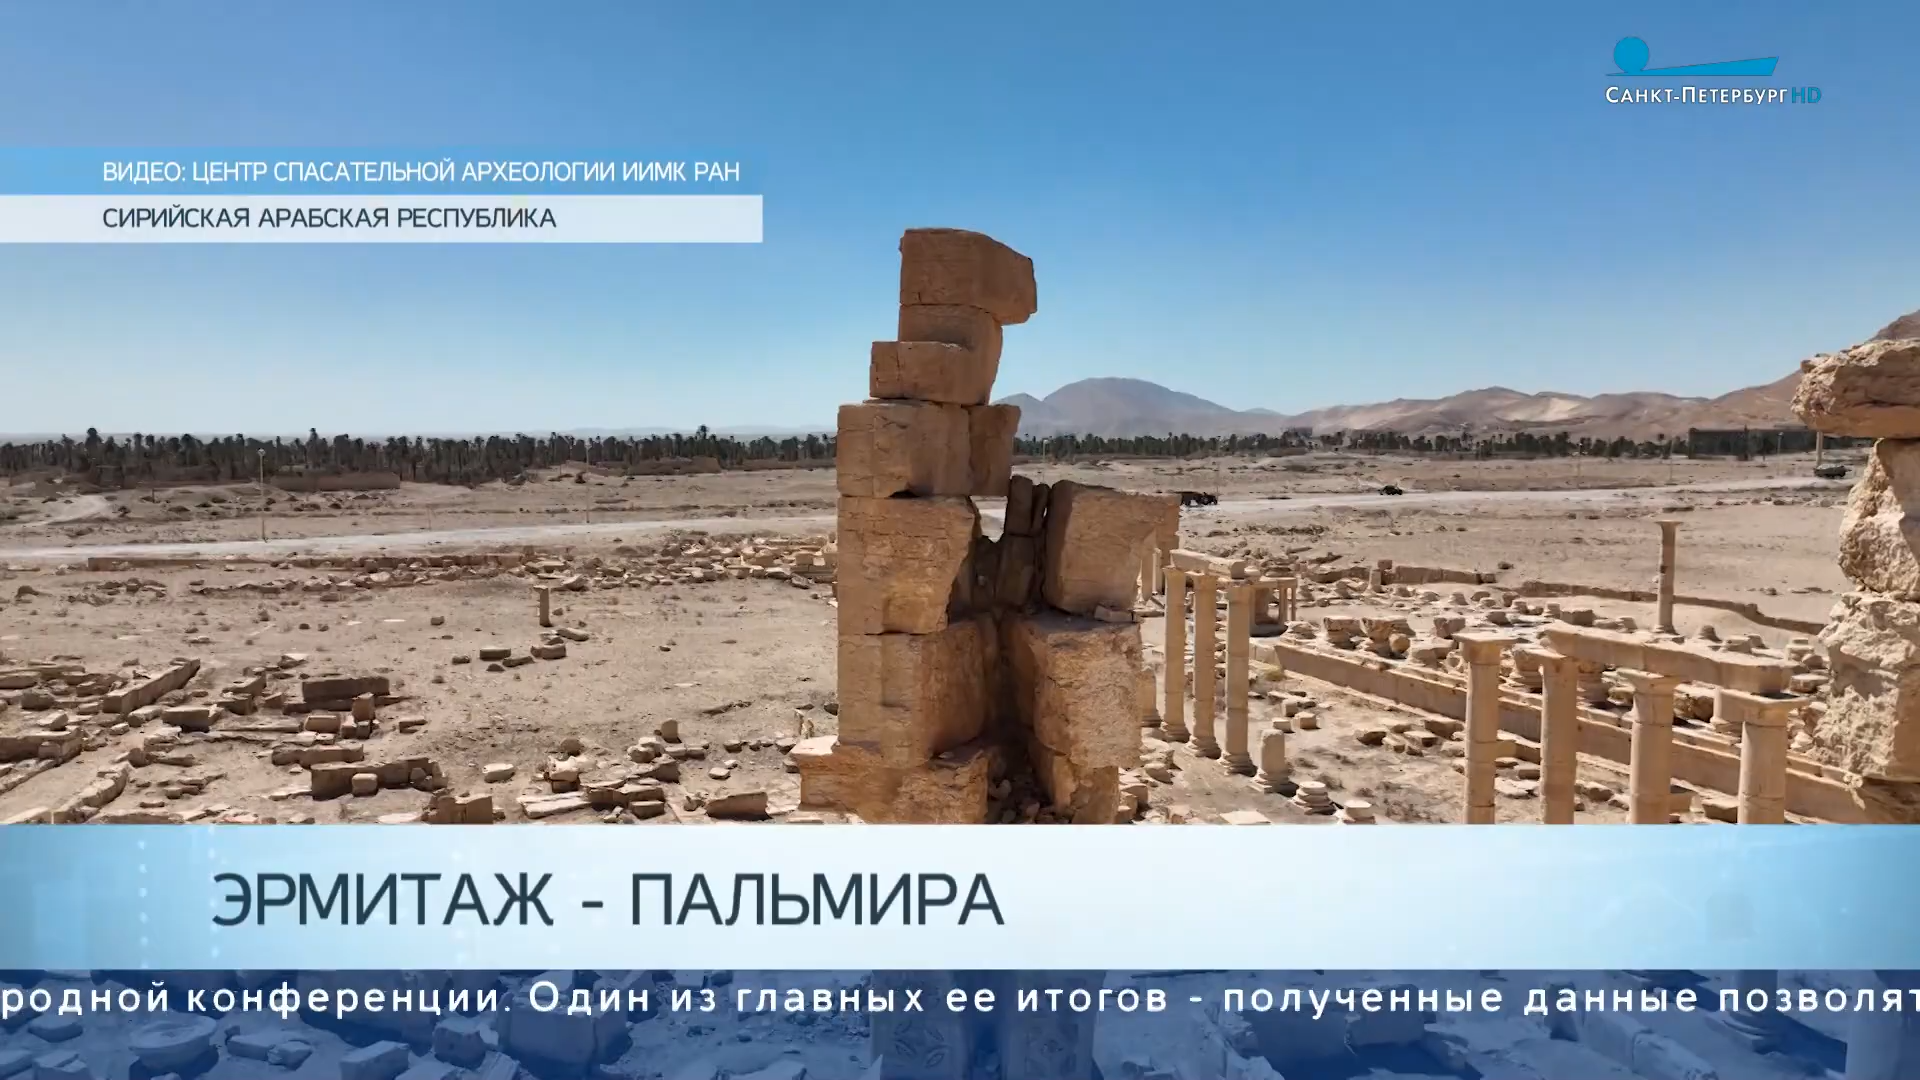 САНКТ-ПЕТЕРБУРГ HD
ВИДЕО: ЦЕНТР СПАСАТЕЛЬНОЙ АРХЕОЛОГИИ ИИМК РАН
СИРИЙСКАЯ АРАБСКАЯ РЕСПУБЛИКА
ЭРМИТАЖ - ПАЛЬМИРА
родной конференции. Один из главных ее итогов - полученные данные позволят